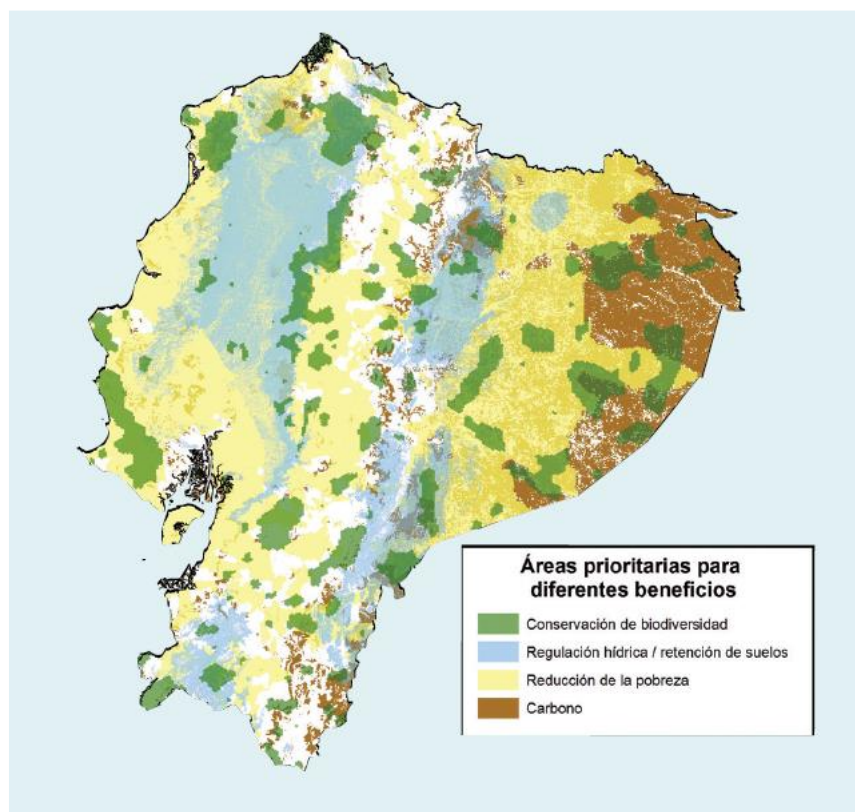 Áreas prioritarias para
diferentes beneficios
Conservación de biodiversidad
Regulación hídrica / retención de suelos
Reducción de la pobreza
Carbono